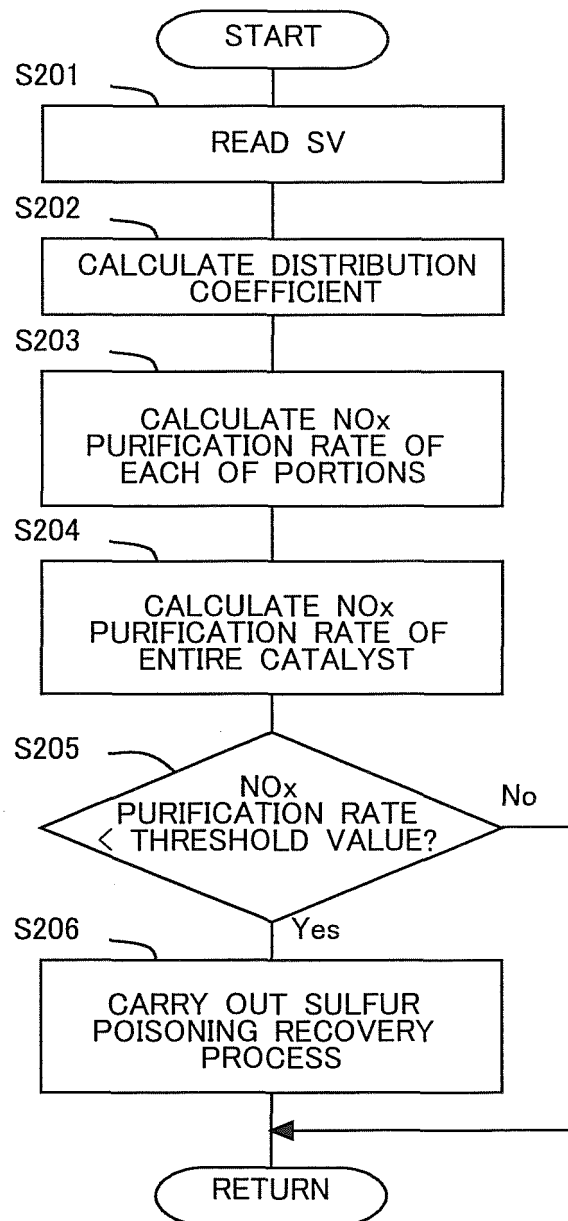 START
S201
READ SV
S202
CALCULATE DISTRIBUTION
COEFFICIENT
S203
CALCULATE NOx
PURIFICATION RATE OF
EACH OF PORTIONS
S204
CALCULATE NOx
PURIFICATION RATE OF
ENTIRE CATALYST
S205
NOx
PURIFICATION RATE
< THRESHOLD VALUE?
No
Yes
S206
CARRY OUT SULFUR
POISONING RECOVERY
PROCESS
RETURN